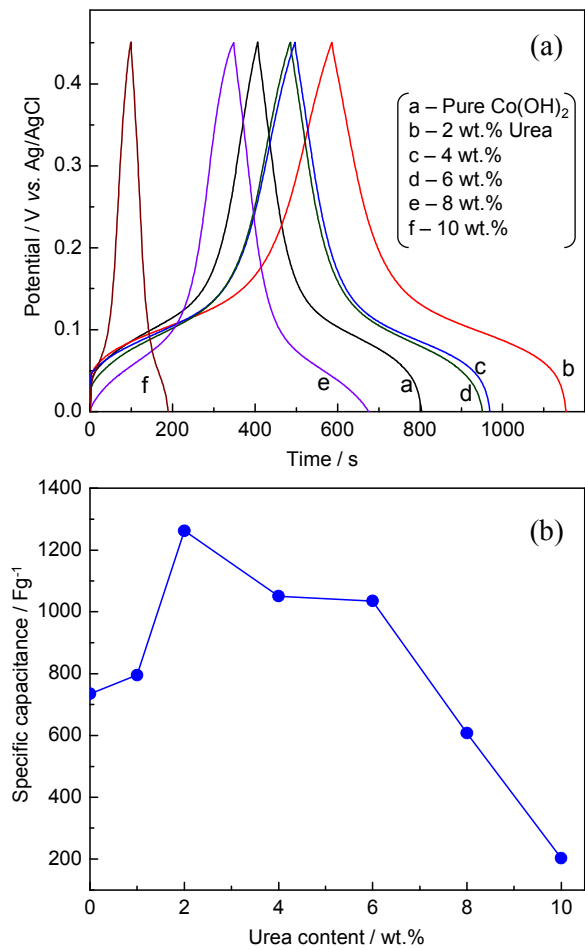 (a)
0.4
0.3
0.2
0.1
0.0
Potential / V vs. Ag/AgCl
a – Pure Co(OH)₂
b – 2 wt.% Urea
c – 4 wt.%
d – 6 wt.%
e – 8 wt.%
f – 10 wt.%
f
e
a
d
c
b
0 200 400 600 800 1000
Time / s
(b)
1400
1200
1000
800
600
400
200
Specific capacitance / Fg⁻¹
0 2 4 6 8 10
Urea content / wt.%